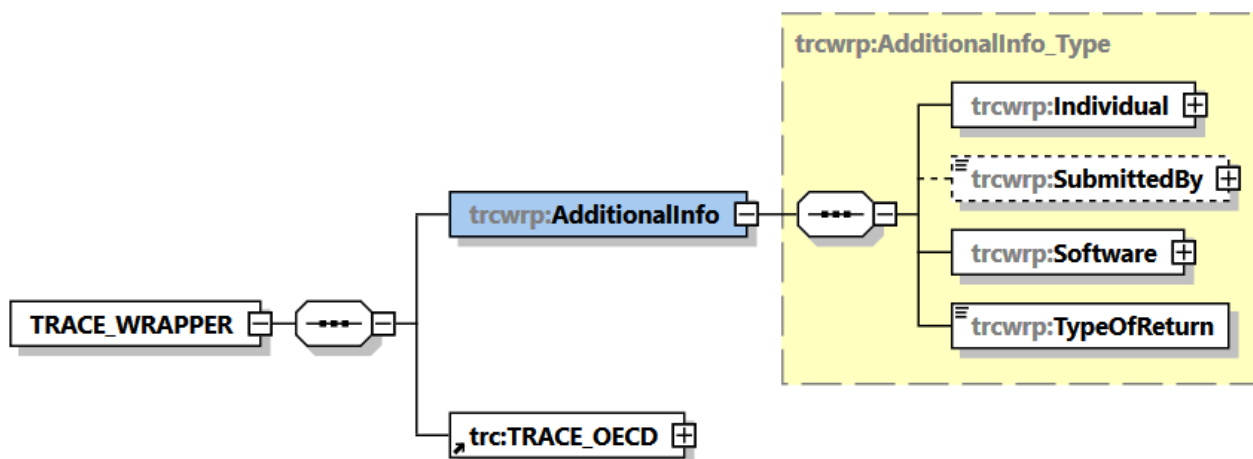 trcwrp:AdditionalInfo_Type
trcwrp:Individual
trcwrp:SubmittedBy
trcwrp:AdditionalInfo
trcwrp:Software
TRACE_WRAPPER
trcwrp:TypeOfReturn
trc:TRACE_OECD